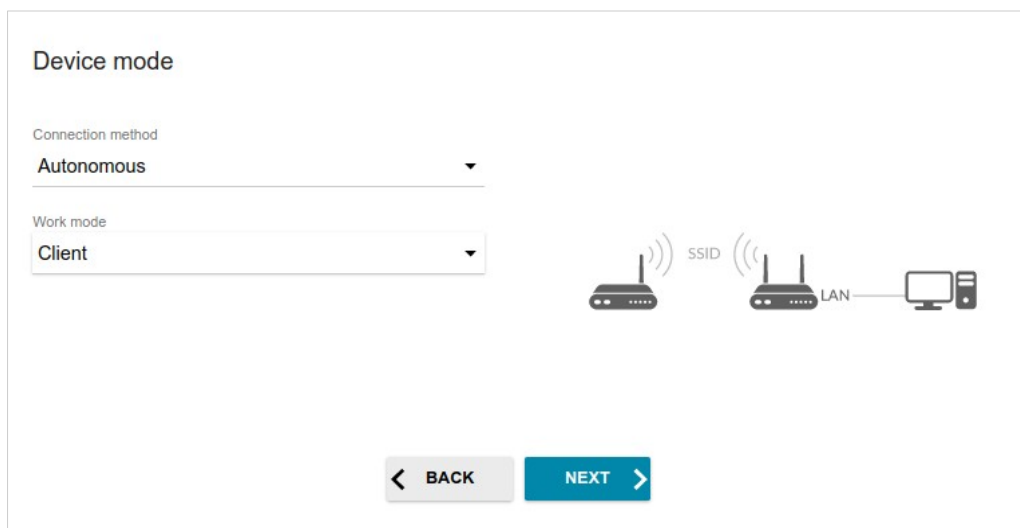 Device mode
Connection method
Autonomous
Work mode
Client
SSID
LAN
BACK
NEXT